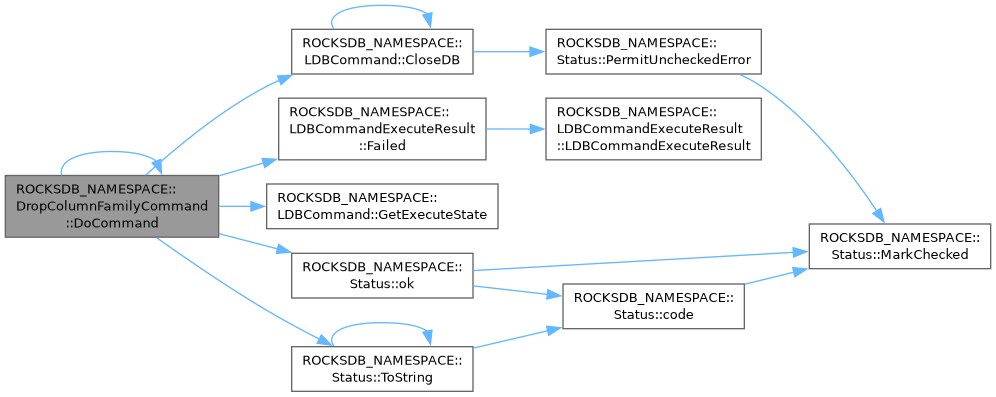 ROCKSDB_NAMESPACE::
LDBCommand::CloseDB
ROCKSDB_NAMESPACE::
Status::PermitUncheckedError
ROCKSDB_NAMESPACE::
LDBCommandExecuteResult
::Failed
ROCKSDB_NAMESPACE::
LDBCommandExecuteResult
::LDBCommandExecuteResult
ROCKSDB_NAMESPACE::
DropColumnFamilyCommand
::DoCommand
ROCKSDB_NAMESPACE::
LDBCommand::GetExecuteState
ROCKSDB_NAMESPACE::
Status::MarkChecked
ROCKSDB_NAMESPACE::
Status::ok
ROCKSDB_NAMESPACE::
Status::code
ROCKSDB_NAMESPACE::
Status::ToString